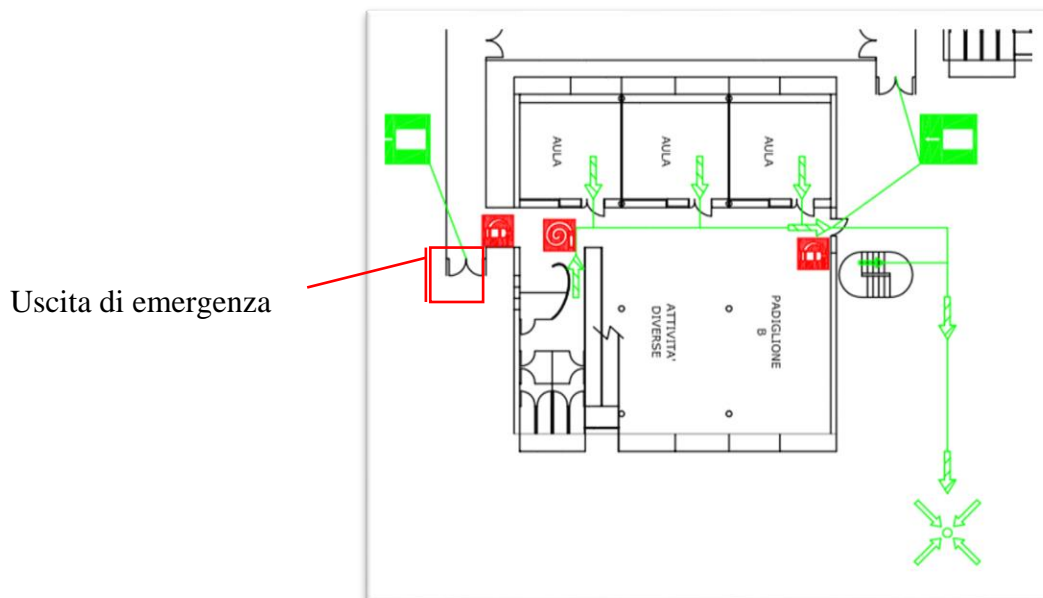 Uscita di emergenza
AULA
AULA
AULA
ATTIVITA'
DIVERSE
PADIGLIONE
B